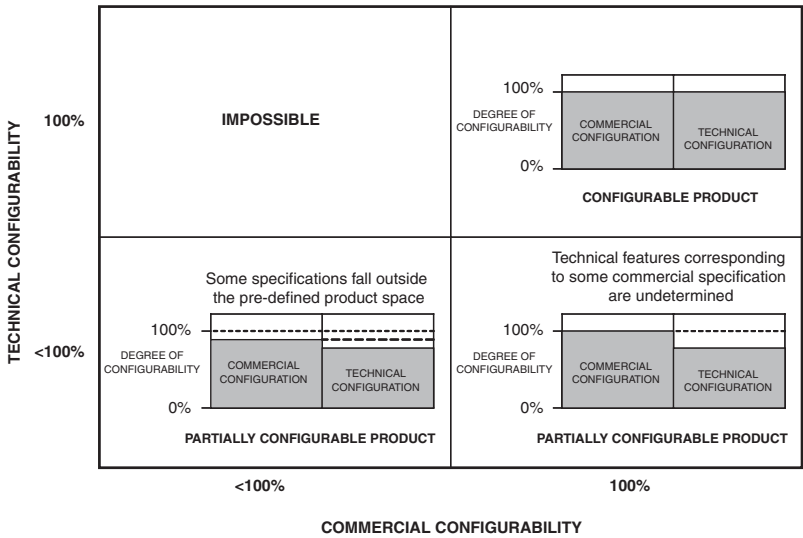 TECHNICAL CONFIGURABILITY
100%
IMPOSSIBLE
100%
DEGREE OF
CONFIGURABILITY
0%
COMMERCIAL
CONFIGURATION
TECHNICAL
CONFIGURATION
CONFIGURABLE PRODUCT
<100%
Some specifications fall outside
the pre-defined product space
100%
DEGREE OF
CONFIGURABILITY
0%
COMMERCIAL
CONFIGURATION
TECHNICAL
CONFIGURATION
PARTIALLY CONFIGURABLE PRODUCT
Technical features corresponding
to some commercial specification
are undetermined
100%
DEGREE OF
CONFIGURABILITY
0%
COMMERCIAL
CONFIGURATION
TECHNICAL
CONFIGURATION
PARTIALLY CONFIGURABLE PRODUCT
<100%
100%
COMMERCIAL CONFIGURABILITY